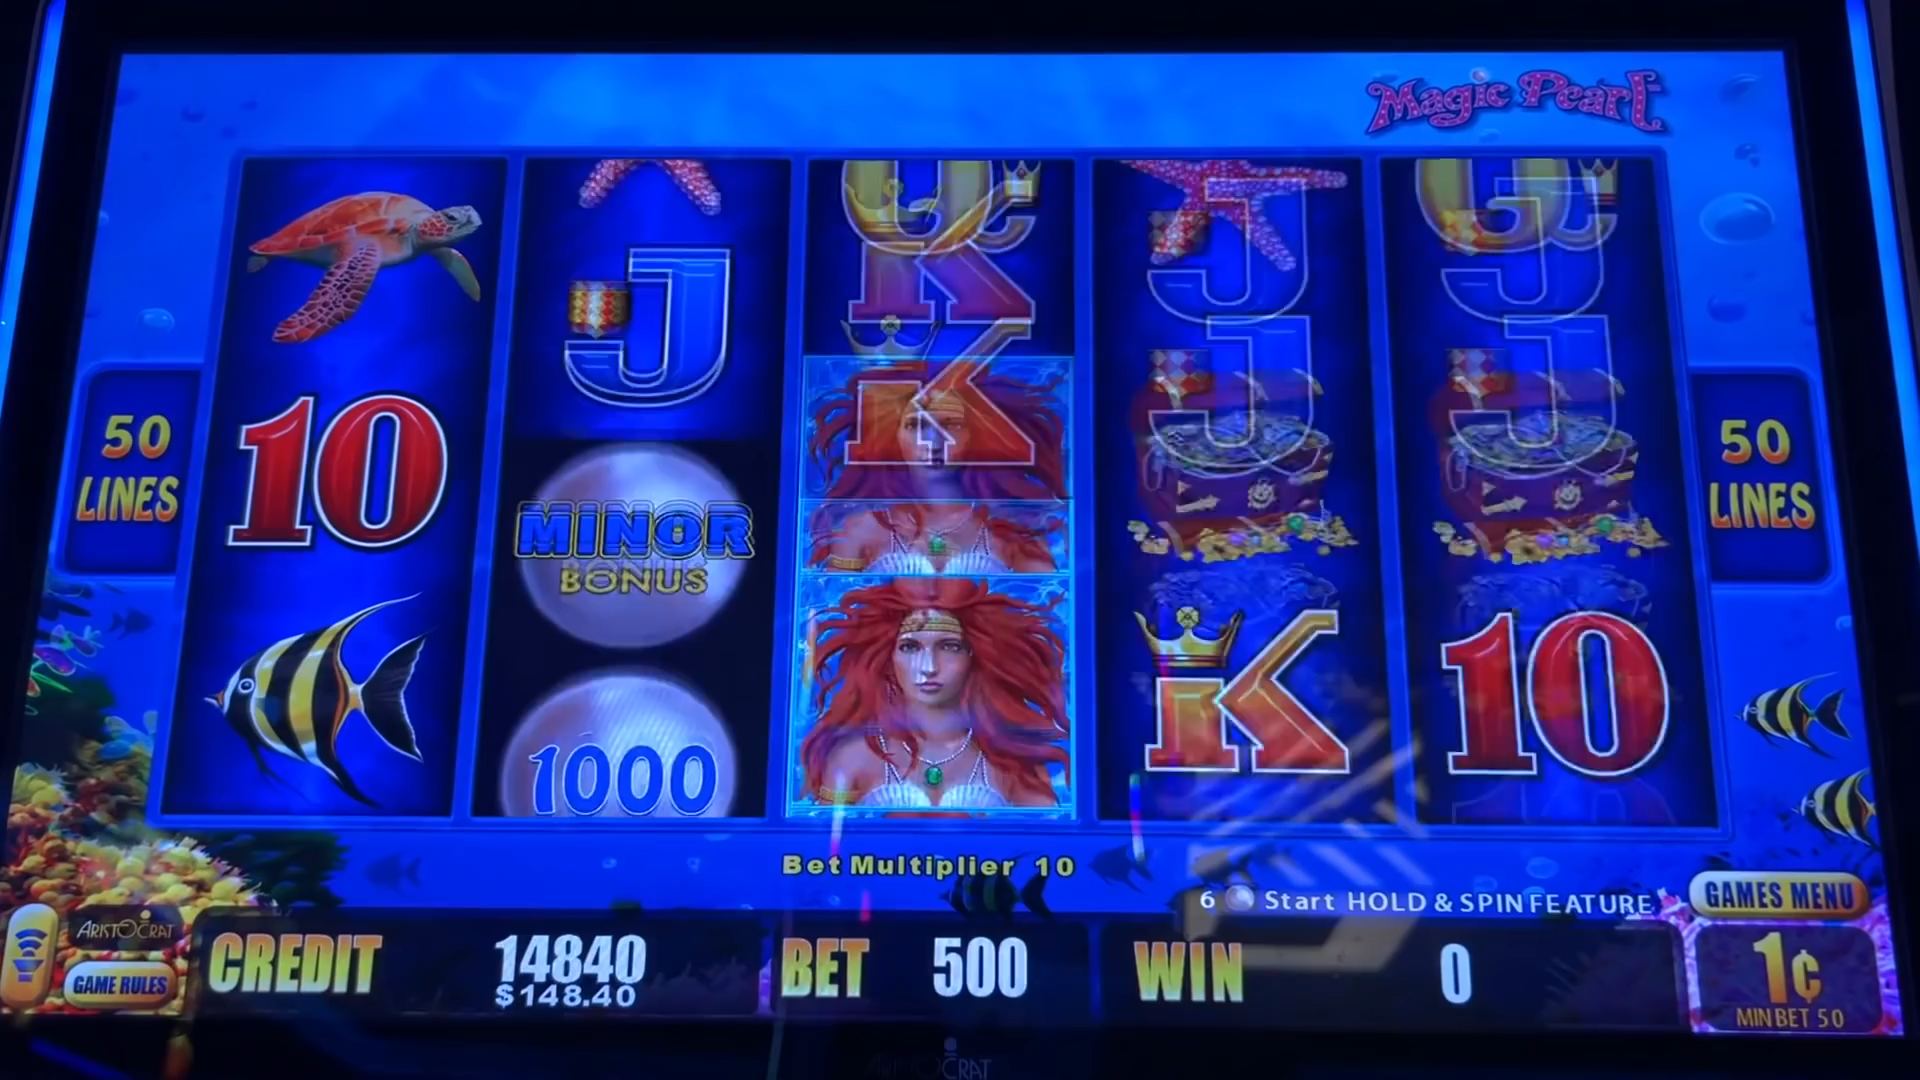 Magic Pearl
Q
K
J
J
J
J
K
50
LINES
10
MINOR
BONUS
50
LINES
1000
K
10
Bet Multiplier 10
6 Start HOLD & SPIN FEATURE
GAMES MENU
ARISTOCRAT
GAME RULES
CREDIT 14840
$148.40
BET 500
WIN 0
1¢
MIN BET 50
ARISTOCRAT